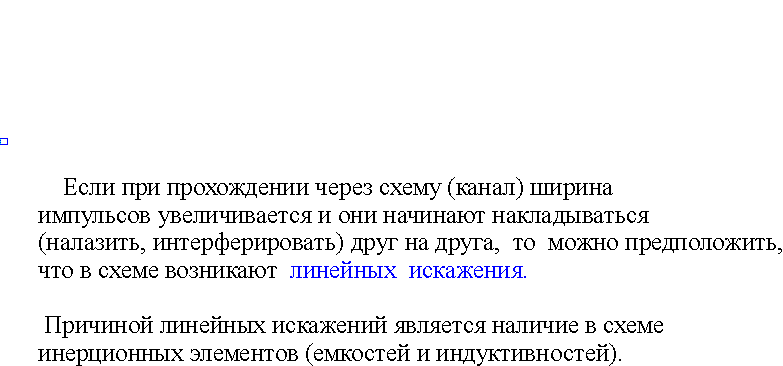 Если при прохождении через схему (канал) ширина
импульсов увеличивается и они начинают накладываться
(налазить, интерферировать) друг на друга, то можно предположить,
что в схеме возникают линейных искажения.
Причиной линейных искажений является наличие в схеме
инерционных элементов (емкостей и индуктивностей).